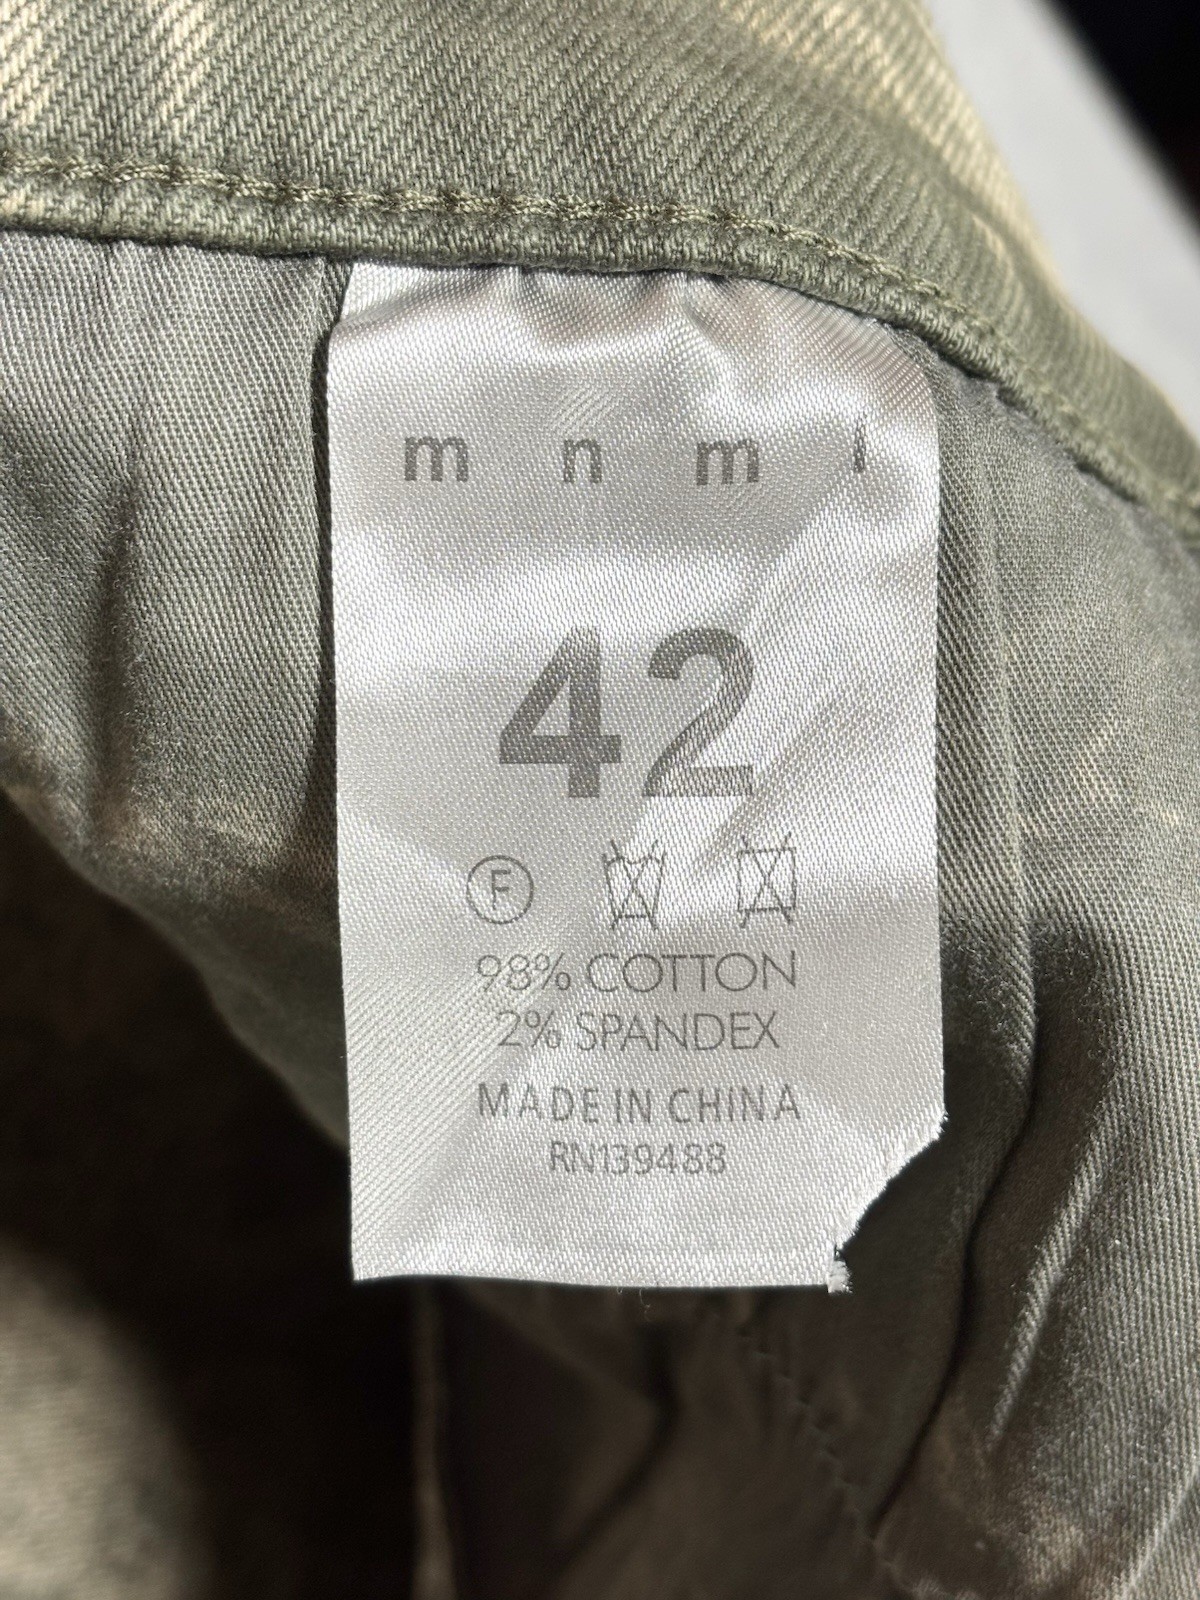 m n m l
42
F
98% COTTON
2% SPANDEX
MADE IN CHINA
RN139488